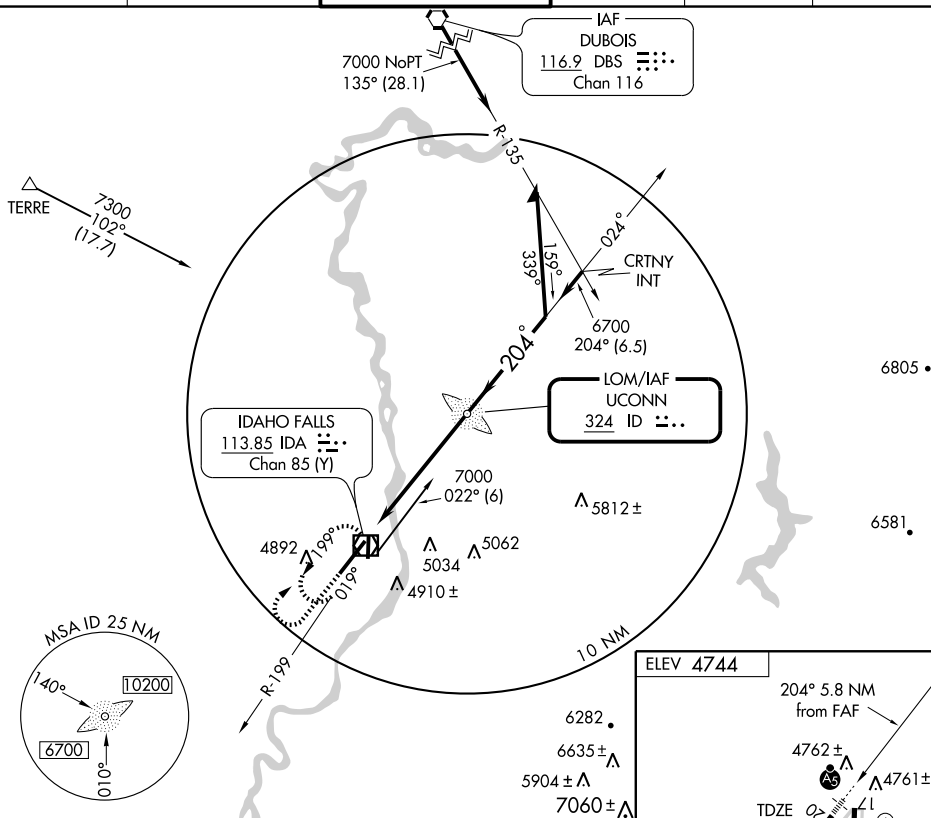 IAF
DUBOIS
116.9 DBS
Chan 116
7000 NoPT
135° (28.1)
R-135
TERRE
7300
102°
(17.7)
024°
CRTNY
INT
159°
339°
6700
204° (6.5)
204°
6805
LOM/IAF
UCONN
324 ID
IDAHO FALLS
113.85 IDA
Chan 85 (Y)
7000
022° (6)
5812 ±
6581
4892
199°
5062
5034
019°
4910 ±
10 NM
MSA ID 25 NM
140°
10200
6700
010°
R-199
ELEV 4744
204° 5.8 NM
from FAF
6282
6635 ±
4762 ±
5904 ±
A5
4761 ±
7060 ±
TDZE
20
17